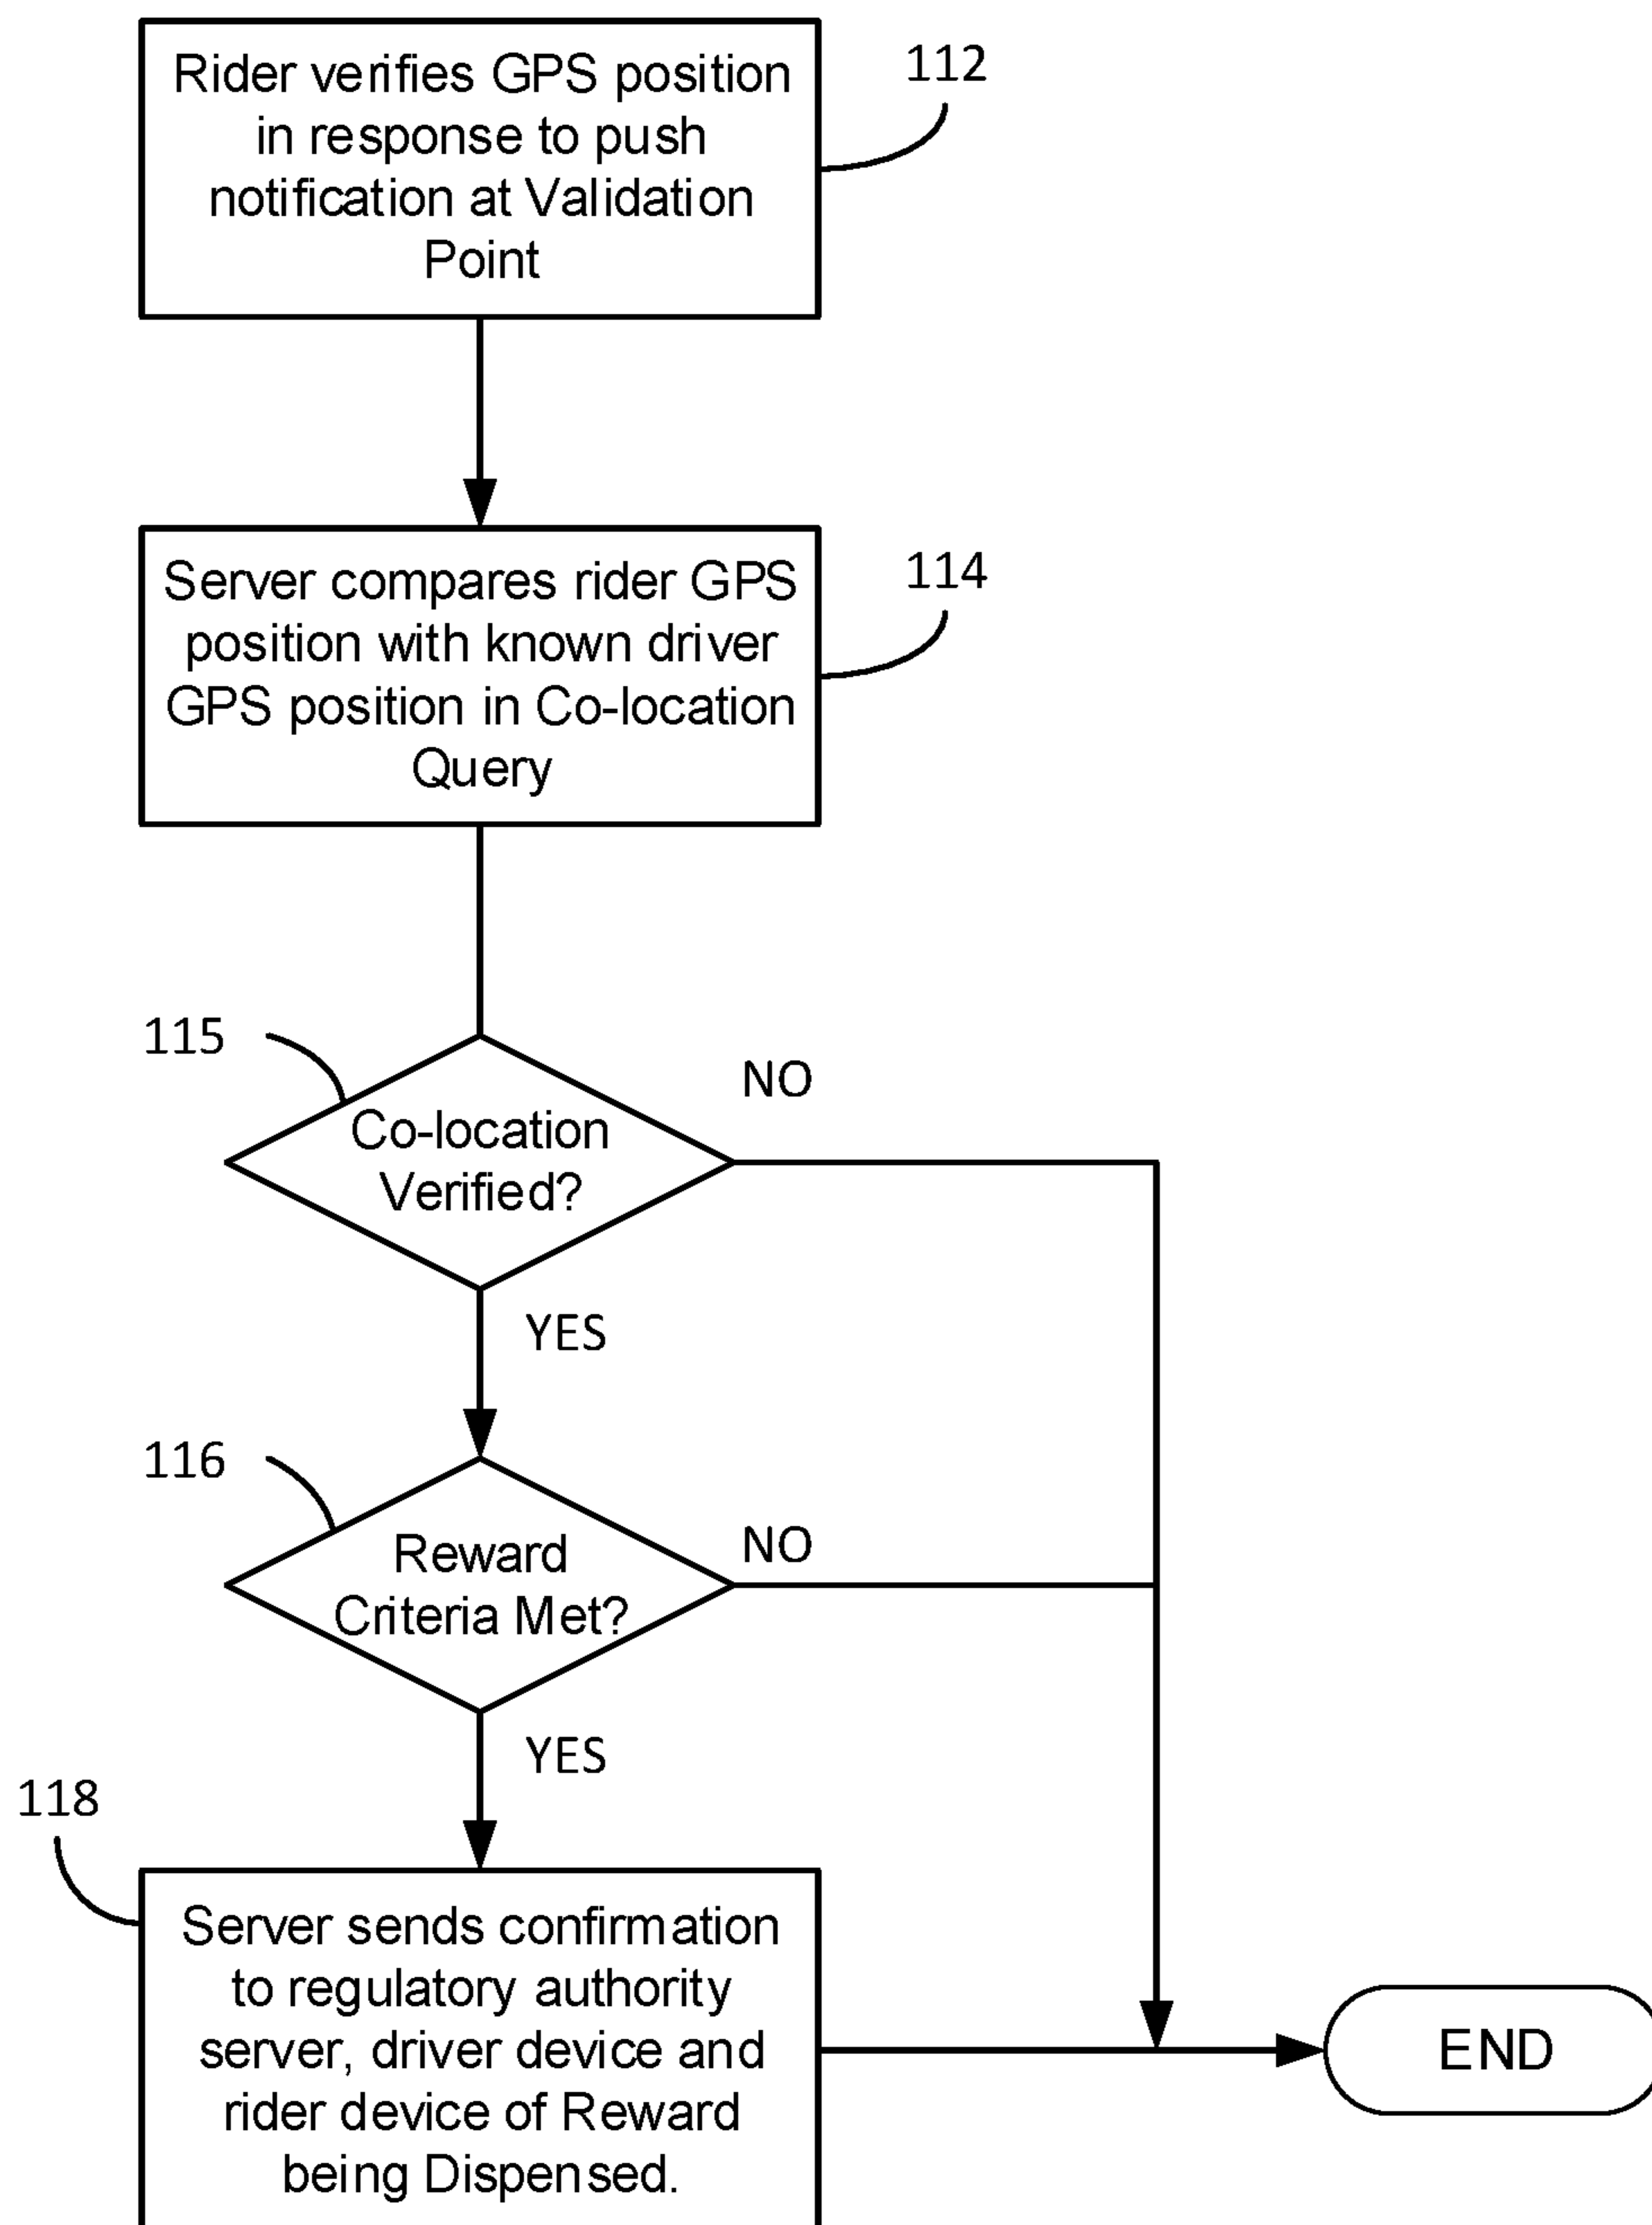 Rider verifies GPS position
in response to push
notification at Validation
Point
112
Server compares rider GPS
position with known driver
GPS position in Co-location
Query
114
115
Co-location
Verified?
NO
YES
116
Reward
Criteria Met?
NO
YES
118
Server sends confirmation
to regulatory authority
server, driver device and
rider device of Reward
being Dispensed.
END